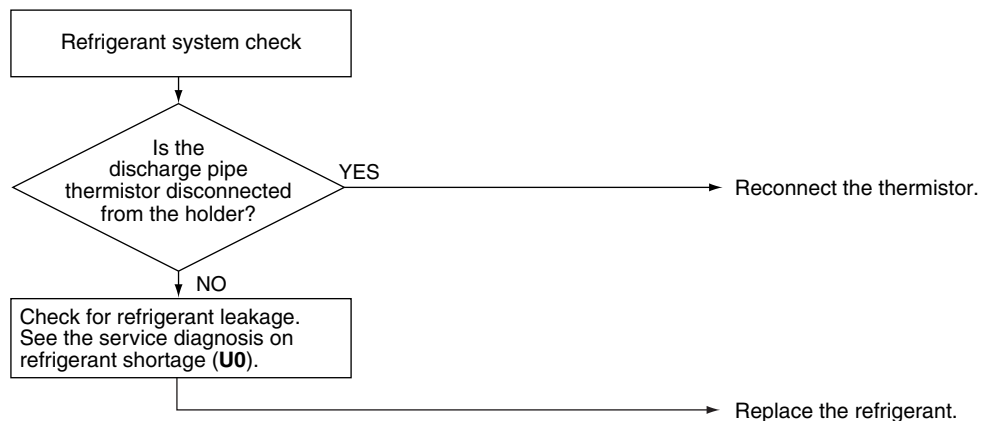 Refrigerant system check
Is the
discharge pipe
thermistor disconnected
from the holder?
YES
Reconnect the thermistor.
NO
Check for refrigerant leakage.
See the service diagnosis on
refrigerant shortage (U0).
Replace the refrigerant.